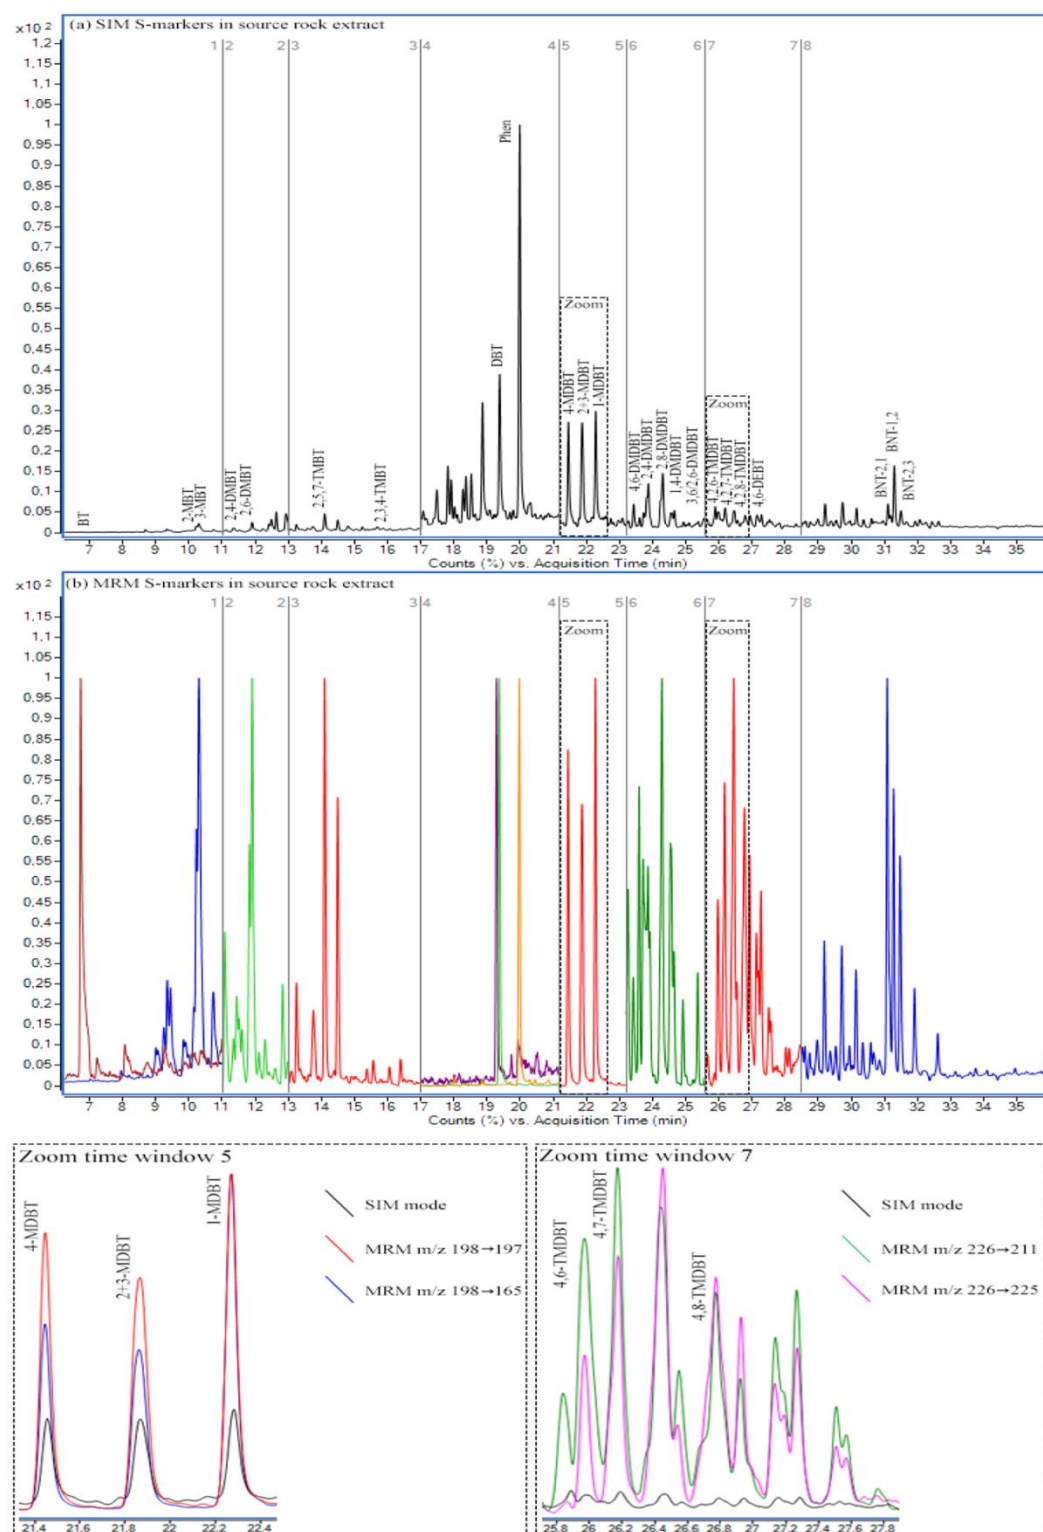 (a) SIM S-markers in source rock extract
x10 2
1|2 2|3 3|4 4|5 5|6 6|7 7|8
1,2
1,15
1,1
1,05
1
0,95
0,9
0,85
0,8
0,75
0,7
0,65
0,6
0,55
0,5
0,45
0,4
0,35
0,3
0,25
0,2
0,15
0,1
0,05
0
BT
2-MBT
3-MBT
2,4-DMBT
2,6-DMBT
2,5,7-TMBT
2,3,4-TMBT
DBT
Phen
Zoom
4-MDBT
2+3-MDBT
1-MDBT
4,6-DMDBT
2,4-DMDBT
2,8-DMDBT
1,4-DMDBT
3,6/2,6-DMDBT
Zoom
4,2,6-TMDBT
4,2,7-TMDBT
4,2,8-TMDBT
4,6-DEBT
BNT-2,1
BNT-1,2
BNT-2,3
7 8 9 10 11 12 13 14 15 16 17 18 19 20 21 22 23 24 25 26 27 28 29 30 31 32 33 34 35
Counts (%) vs. Acquisition Time (min)
(b) MRM S-markers in source rock extract
x10 2
1|2 2|3 3|4 4|5 5|6 6|7 7|8
1,15
1,1
1,05
1
0,95
0,9
0,85
0,8
0,75
0,7
0,65
0,6
0,55
0,5
0,45
0,4
0,35
0,3
0,25
0,2
0,15
0,1
0,05
0
Zoom
Zoom
7 8 9 10 11 12 13 14 15 16 17 18 19 20 21 22 23 24 25 26 27 28 29 30 31 32 33 34 35
Counts (%) vs. Acquisition Time (min)
Zoom time window 5
4-MDBT
2+3-MDBT
1-MDBT
SIM mode
MRM m/z 198→197
MRM m/z 198→165
21.4 21.6 21.8 22 22.2 22.4
Zoom time window 7
4,6-TMDBT
4,7-TMDBT
4,8-TMDBT
SIM mode
MRM m/z 226→211
MRM m/z 226→225
25.8 26 26.2 26.4 26.6 26.8 27 27.2 27.4 27.6 27.8